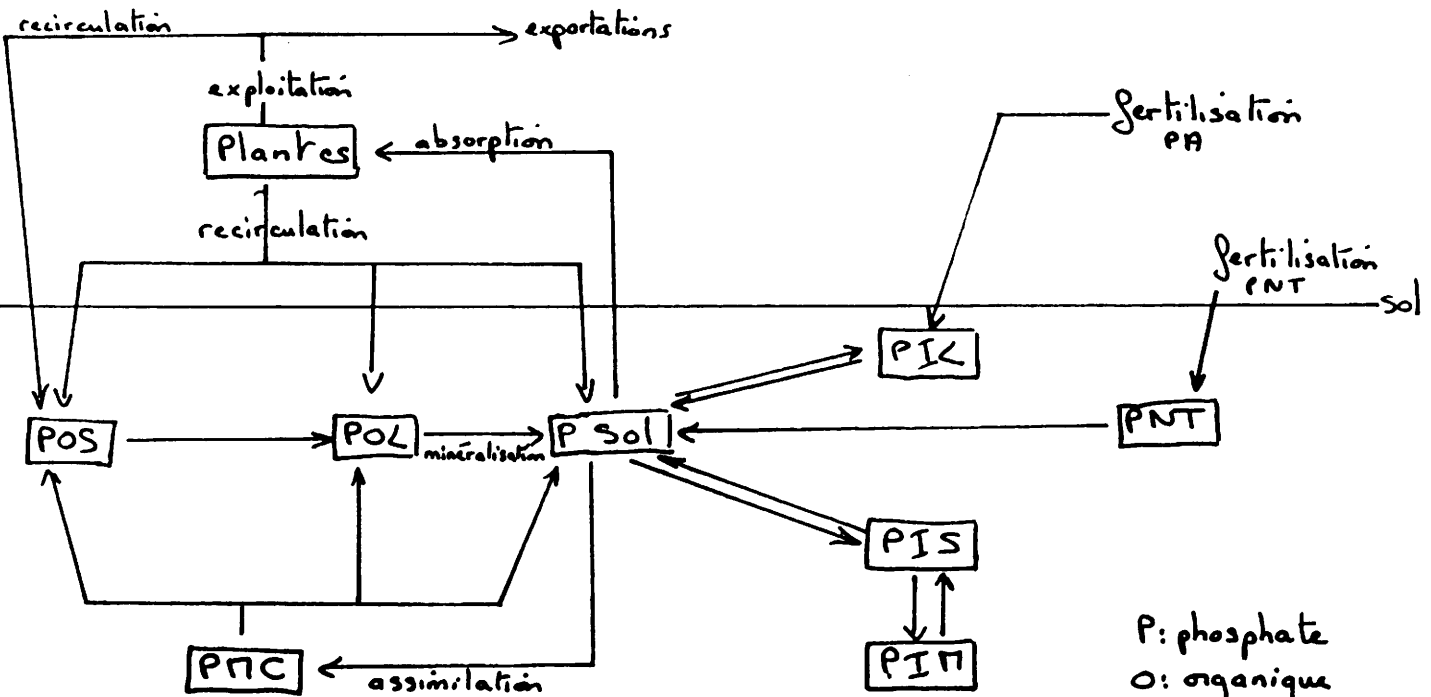 recirculation
exportations
exploitation
Plantes
absorption
fertilisation
PA
recirculation
fertilisation
PNT
sol
PIL
POS
POL
minéralisation
P Sol
PNT
PIS
PMC
assimilation
PIM
P: phosphate
O: organique